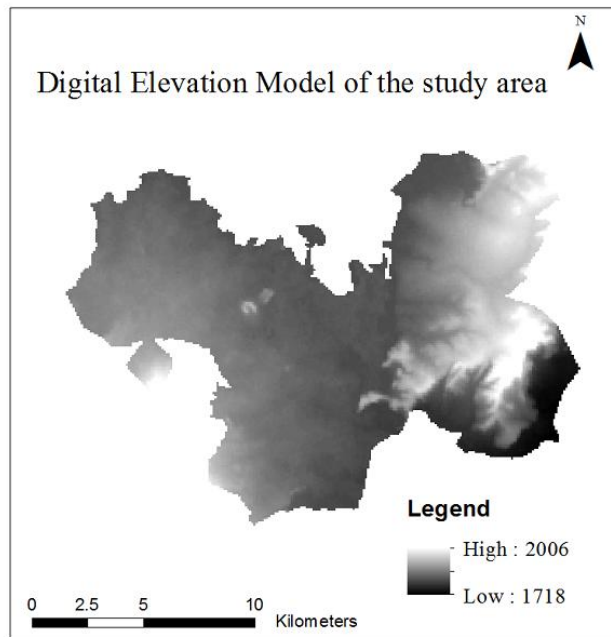 N
Digital Elevation Model of the study area
Legend
High : 2006
Low : 1718
0 2.5 5 10
Kilometers